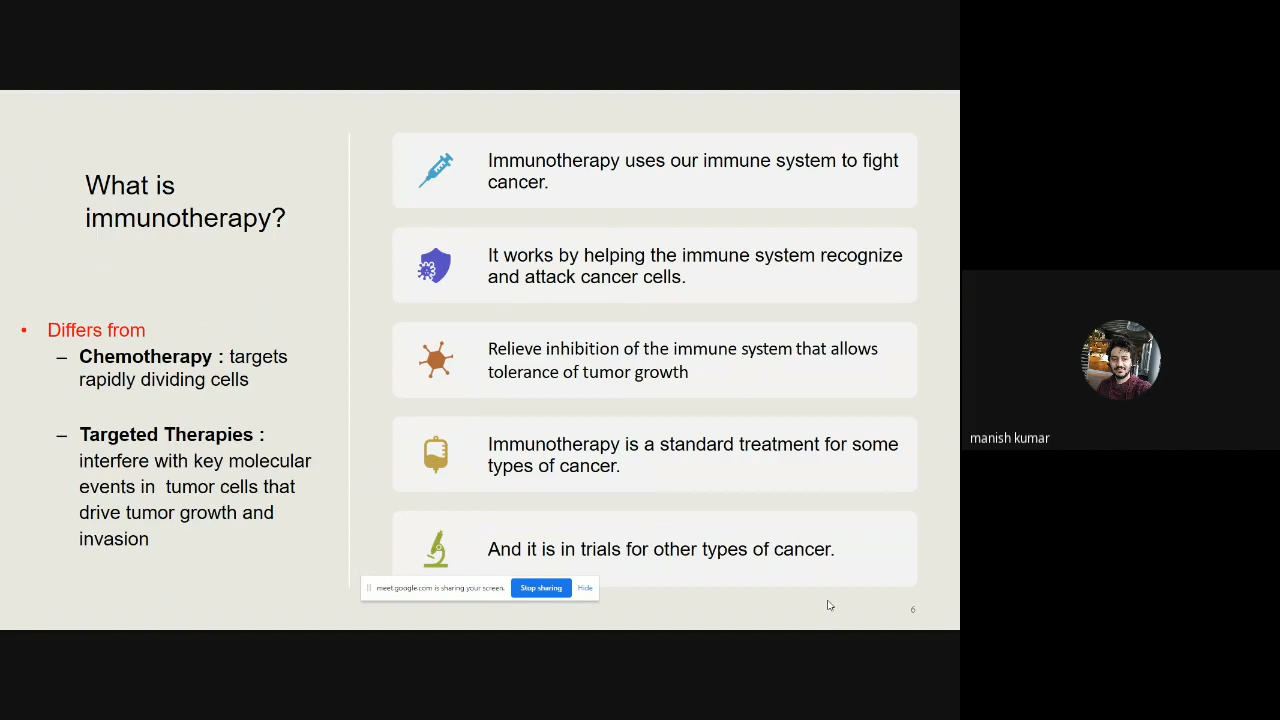 What is
immunotherapy?
• Differs from
– Chemotherapy : targets
rapidly dividing cells
– Targeted Therapies :
interfere with key molecular
events in tumor cells that
drive tumor growth and
invasion
Immunotherapy uses our immune system to fight
cancer.
It works by helping the immune system recognize
and attack cancer cells.
Relieve inhibition of the immune system that allows
tolerance of tumor growth
Immunotherapy is a standard treatment for some
types of cancer.
And it is in trials for other types of cancer.
meet.google.com is sharing your screen. Stop sharing Hide
6
manish kumar